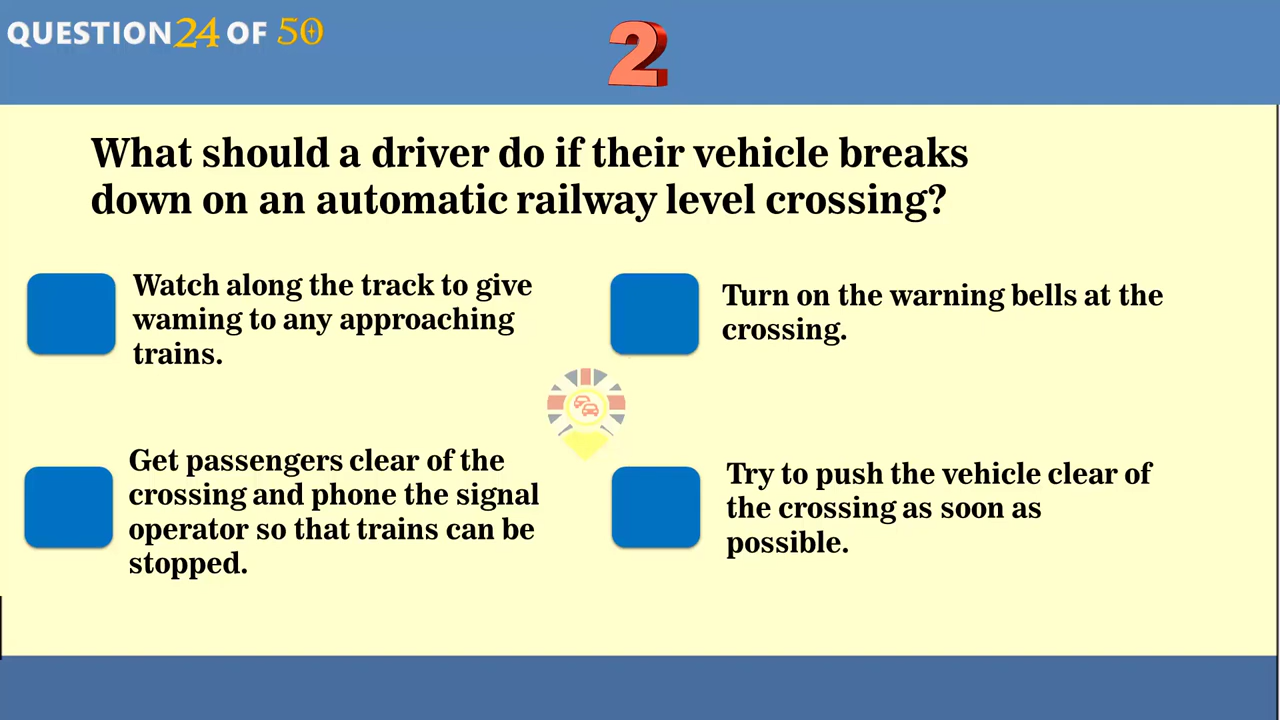 QUESTION 24 OF 50
2
What should a driver do if their vehicle breaks
down on an automatic railway level crossing?
Watch along the track to give
waming to any approaching
trains.
Turn on the warning bells at the
crossing.
Get passengers clear of the
crossing and phone the signal
operator so that trains can be
stopped.
Try to push the vehicle clear of
the crossing as soon as
possible.